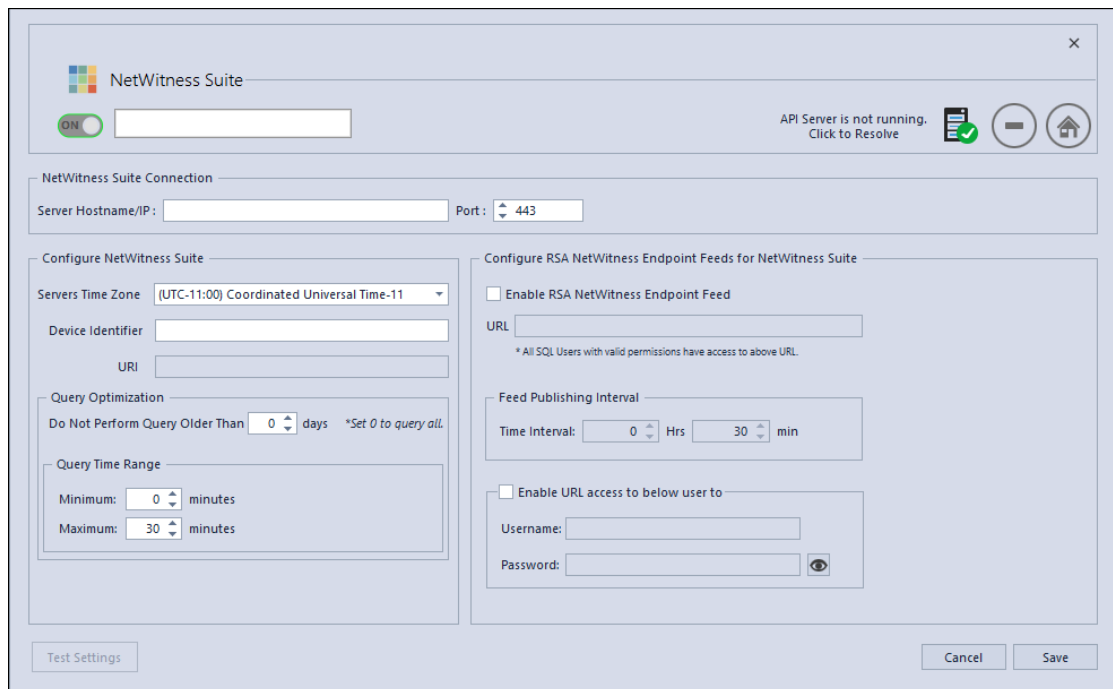 NetWitness Suite
ON
API Server is not running.
Click to Resolve
NetWitness Suite Connection
Server Hostname/IP :
Port : 443
Configure NetWitness Suite
Servers Time Zone (UTC-11:00) Coordinated Universal Time-11
Device Identifier
URI
Query Optimization
Do Not Perform Query Older Than 0 days *Set 0 to query all.
Query Time Range
Minimum: 0 minutes
Maximum: 30 minutes
Configure RSA NetWitness Endpoint Feeds for NetWitness Suite
Enable RSA NetWitness Endpoint Feed
URL
* All SQL Users with valid permissions have access to above URL.
Feed Publishing Interval
Time Interval: 0 Hrs 30 min
Enable URL access to below user to
Username:
Password:
Test Settings
Cancel Save